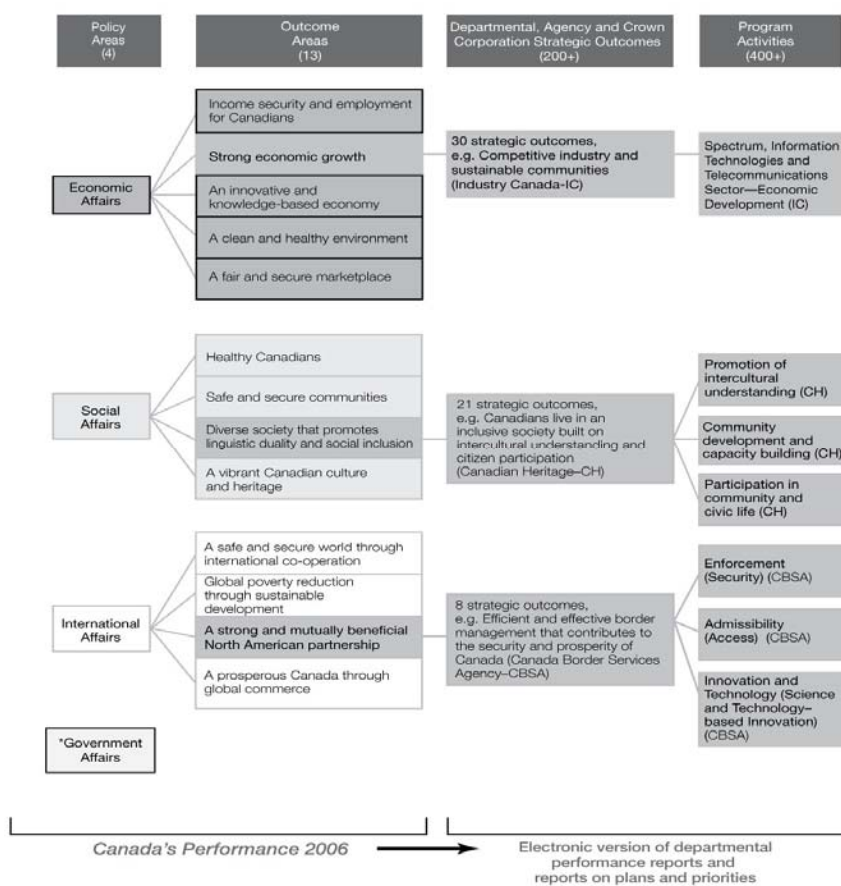 Policy
Areas
(4)
Outcome
Areas
(13)
Departmental, Agency and Crown
Corporation Strategic Outcomes
(200+)
Program
Activities
(400+)
Economic
Affairs
Income security and employment
for Canadians
Strong economic growth
An innovative and
knowledge-based economy
A clean and healthy environment
A fair and secure marketplace
30 strategic outcomes,
e.g. Competitive industry and
sustainable communities
(Industry Canada-IC)
Spectrum, Information
Technologies and
Telecommunications
Sector—Economic
Development (IC)
Social
Affairs
Healthy Canadians
Safe and secure communities
Diverse society that promotes
linguistic duality and social inclusion
A vibrant Canadian culture
and heritage
21 strategic outcomes,
e.g. Canadians live in an
inclusive society built on
intercultural understanding and
citizen participation
(Canadian Heritage–CH)
Promotion of
intercultural
understanding (CH)
Community
development and
capacity building (CH)
Participation in
community and
civic life (CH)
International
Affairs
A safe and secure world through
international co-operation
Global poverty reduction
through sustainable
development
A strong and mutually beneficial
North American partnership
A prosperous Canada through
global commerce
8 strategic outcomes,
e.g. Efficient and effective border
management that contributes to
the security and prosperity of
of Canada (Canada Border Services
Agency–CBSA)
Enforcement
(Security) (CBSA)
Admissibility
(Access) (CBSA)
Innovation and
Technology (Science
and Technology–
based Innovation)
(CBSA)
*Government
Affairs
Canada's Performance 2006
Electronic version of departmental
performance reports and
reports on plans and priorities